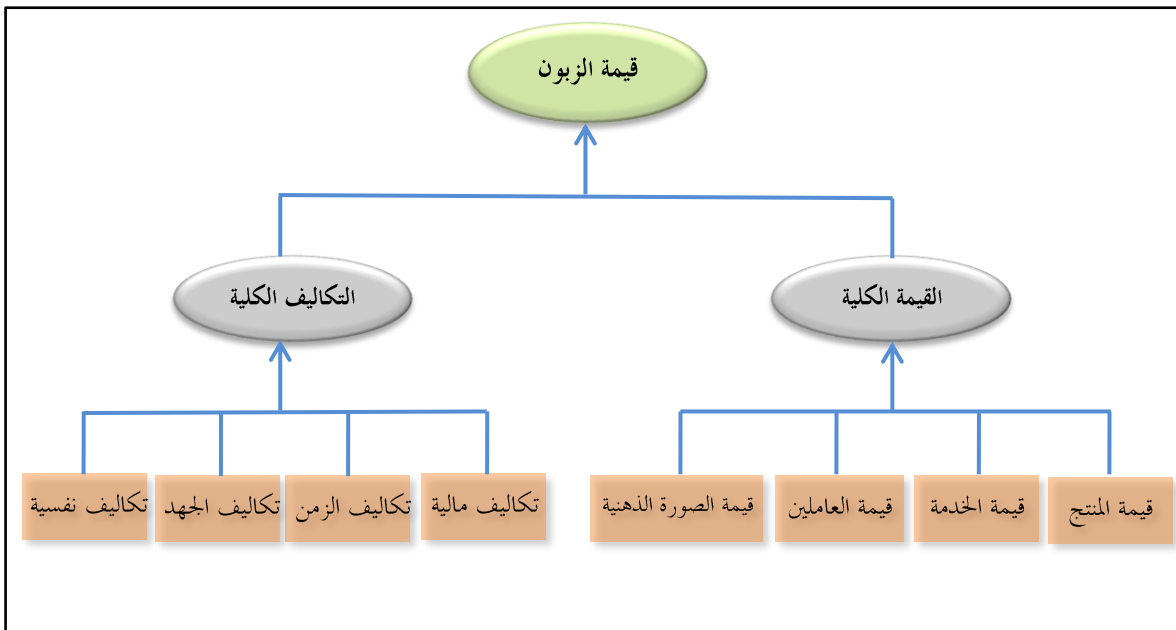 قيمة الزبون
القيمة الكلية
التكاليف الكلية
قيمة المنتج
قيمة الخدمة
قيمة العاملين
قيمة الصورة الذهنية
تكاليف مالية
تكاليف الزمن
تكاليف الجهد
تكاليف نفسية